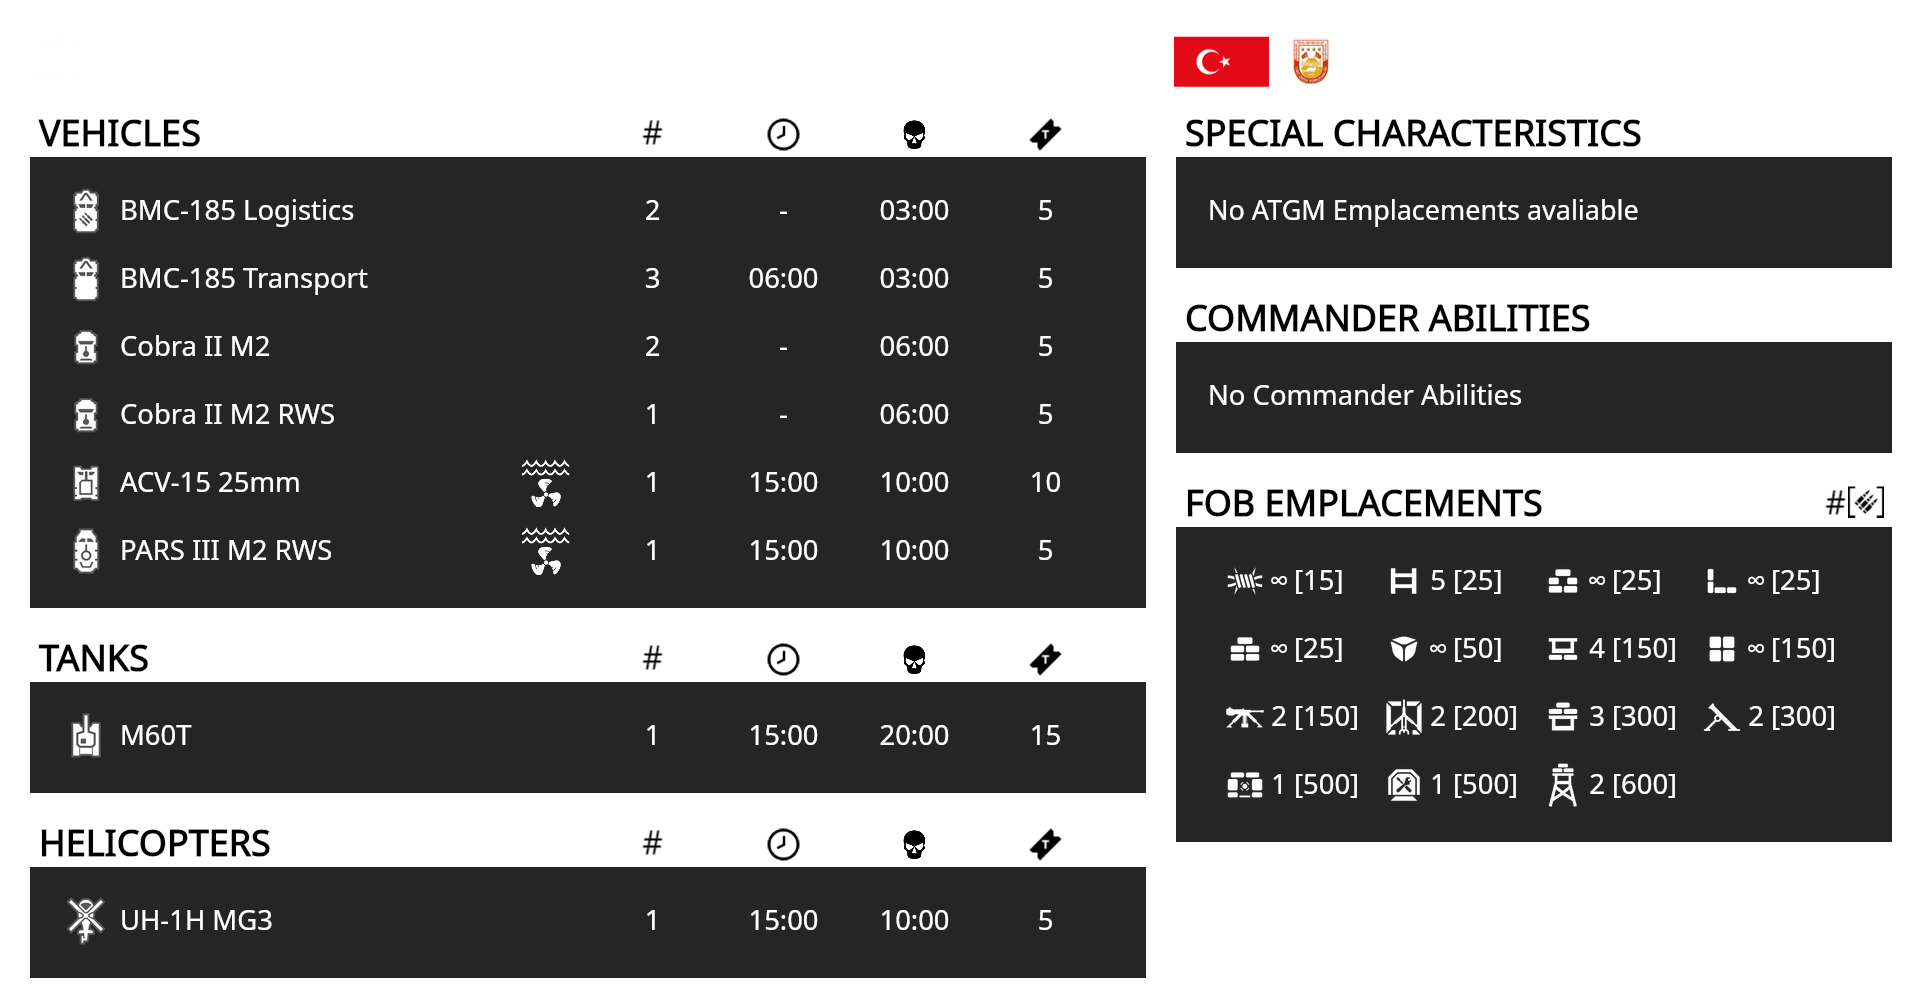 VEHICLES #
BMC-185 Logistics 2 - 03:00 5
BMC-185 Transport 3 06:00 03:00 5
Cobra II M2 2 - 06:00 5
Cobra II M2 RWS 1 - 06:00 5
ACV-15 25mm 1 15:00 10:00 10
PARS III M2 RWS 1 15:00 10:00 5
TANKS #
M60T 1 15:00 20:00 15
HELICOPTERS #
UH-1H MG3 1 15:00 10:00 5
SPECIAL CHARACTERISTICS
No ATGM Emplacements avaliable
COMMANDER ABILITIES
No Commander Abilities
FOB EMPLACEMENTS #[]
∞ [15] 5 [25] ∞ [25] ∞ [25]
∞ [25] ∞ [50] 4 [150] ∞ [150]
2 [150] 2 [200] 3 [300] 2 [300]
1 [500] 1 [500] 2 [600]